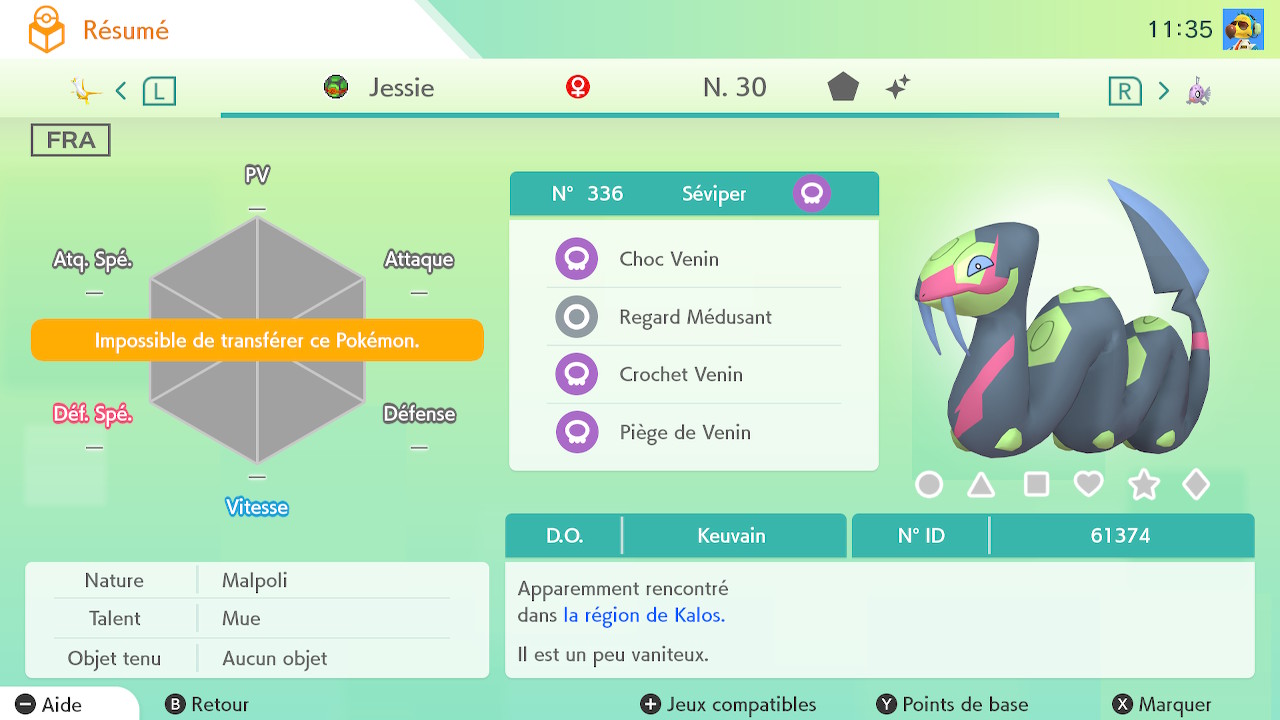 Résumé
11:35
L
Jessie
N. 30
R
FRA
PV
Atq. Spé.
Attaque
Impossible de transférer ce Pokémon.
Déf. Spé.
Défense
Vitesse
N° 336 Séviper
Choc Venin
Regard Médusant
Crochet Venin
Piège de Venin
D.O. Keuvain
N° ID 61374
Apparemment rencontré
dans la région de Kalos.
Il est un peu vaniteux.
Nature Malpoli
Talent Mue
Objet tenu Aucun objet
Aide
B Retour
Jeux compatibles
Y Points de base
X Marquer